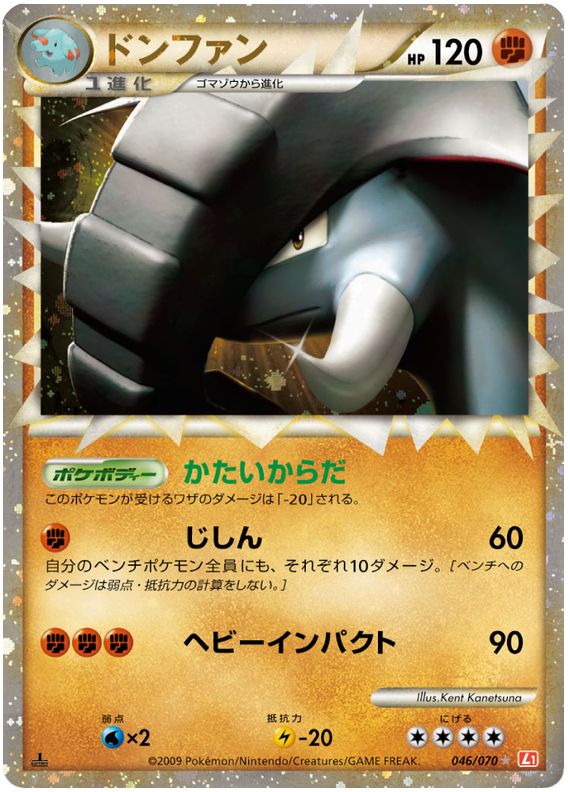 ドンファン
HP 120
1進化
ゴマゾウから進化
ポケボディー かたいからだ
このポケモンが受けるワザのダメージは「-20」される。
じしん 60
自分のベンチポケモン全員にも、それぞれ10ダメージ。[ベンチへの
ダメージは弱点・抵抗力の計算をしない。]
ヘビーインパクト 90
Illus.Kent Kanetsuna
弱点 抵抗力 にげる
×2 -20
©2009 Pokémon/Nintendo/Creatures/GAME FREAK.
046/070 L1